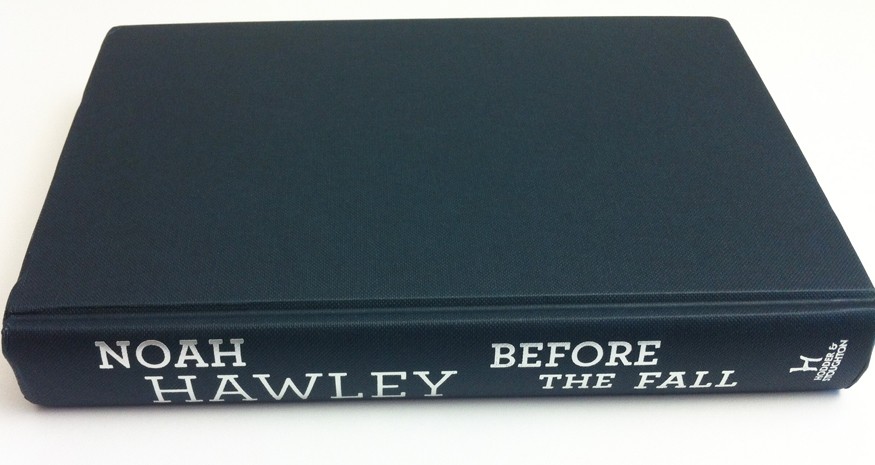 NOAH
HAWLEY
BEFORE
THE FALL
H
HODDER &
STOUGHTON